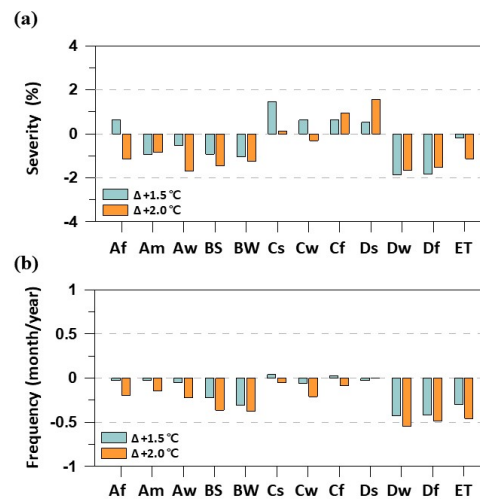 (a)
Severity (%)
4
2
0
-2
-4
Δ+1.5℃
Δ+2.0℃
Af Am Aw BS BW Cs Cw Cf Ds Dw Df ET
(b)
Frequency (month/year)
1
0.5
0
-0.5
-1
Δ+1.5℃
Δ+2.0℃
Af Am Aw BS BW Cs Cw Cf Ds Dw Df ET